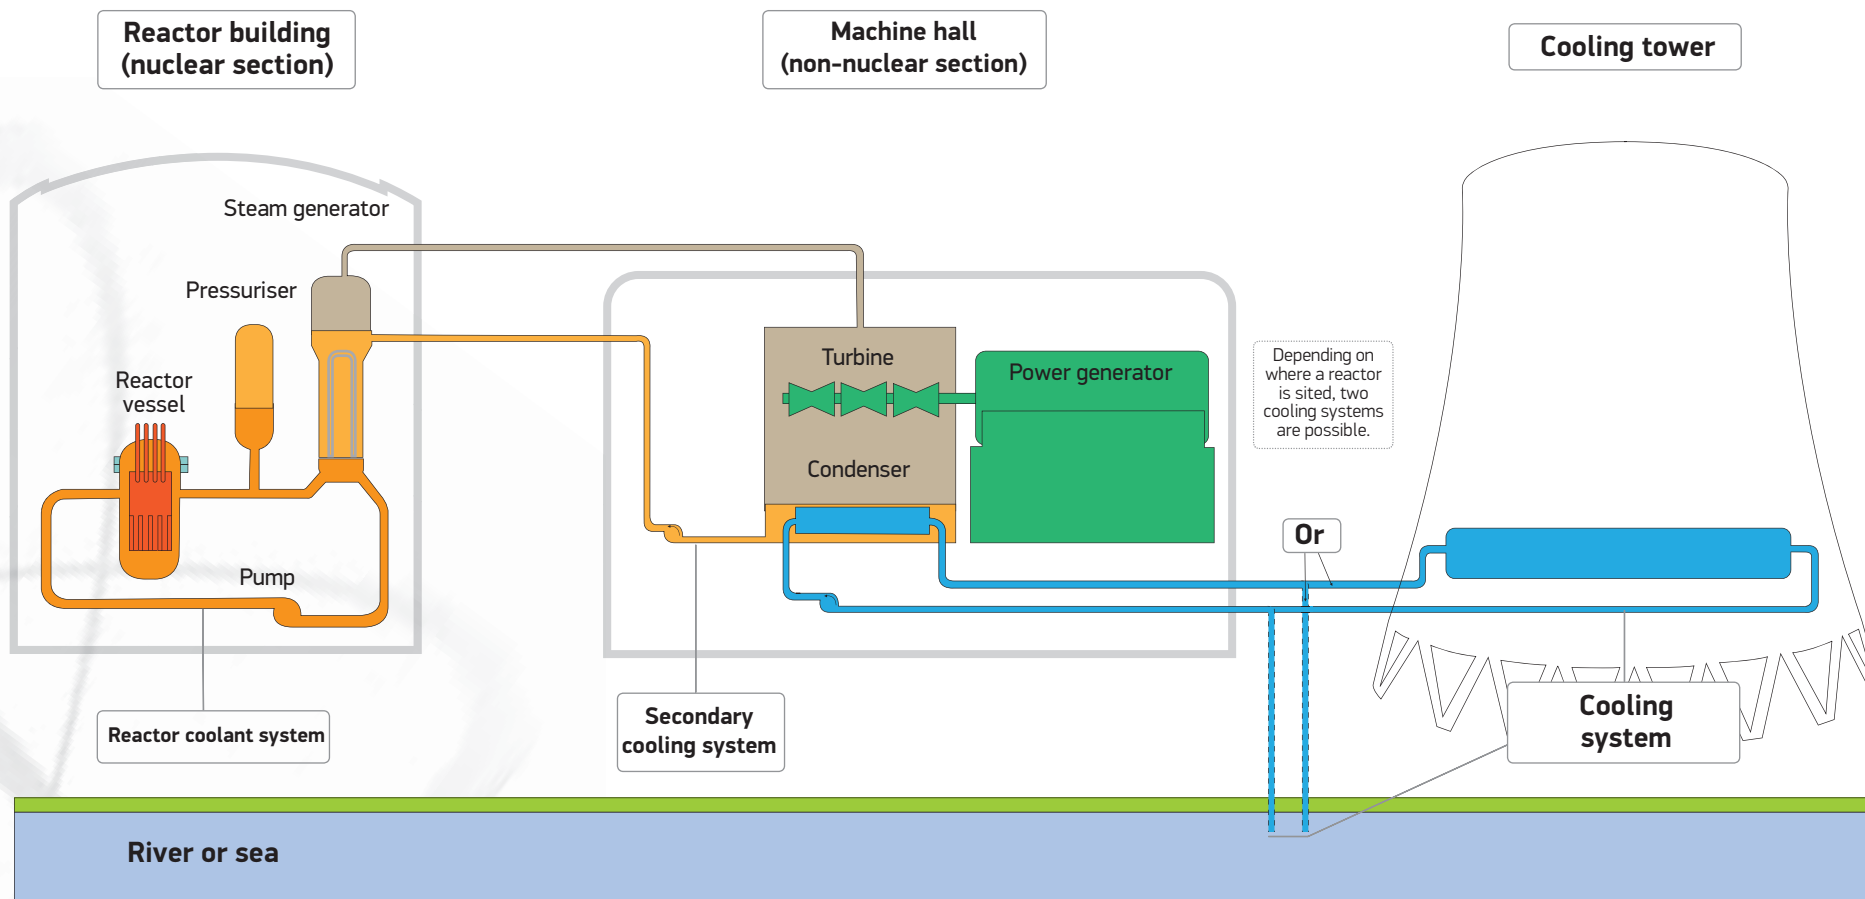 Reactor building
(nuclear section)
Machine hall
(non-nuclear section)
Cooling tower
Steam generator
Pressuriser
Reactor
vessel
Pump
Reactor coolant system
Turbine
Condenser
Power generator
Depending on
where a reactor
is sited, two
cooling systems
are possible.
Or
Secondary
cooling system
Cooling
system
River or sea